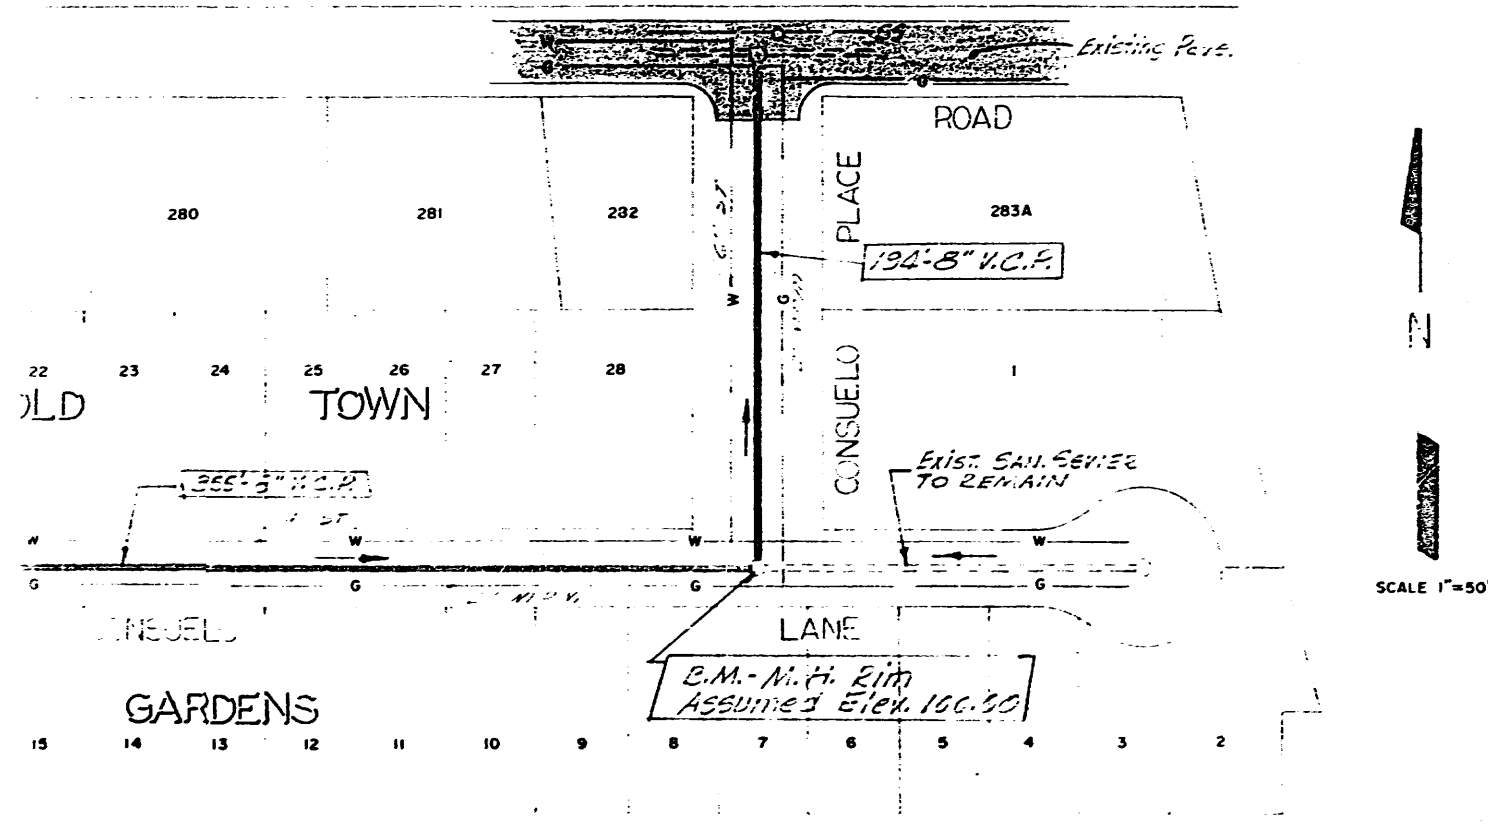 W
Existing Pave.
G
G
ROAD
PLACE
280
281
282
283A
194'-8" V.C.P.
W
G
N
22
23
24
25
26
27
28
1
OLD
TOWN
CONSUELO
EXIST. SAN. SEWER
TO REMAIN
355'-8" V.C.P.
W
W
W
W
G
G
G
G
SCALE 1"=50'
LANE
B.M.-M.H. Rim
Assumed Elev. 100.00
GARDENS
15
14
13
12
11
10
9
8
7
6
5
4
3
2